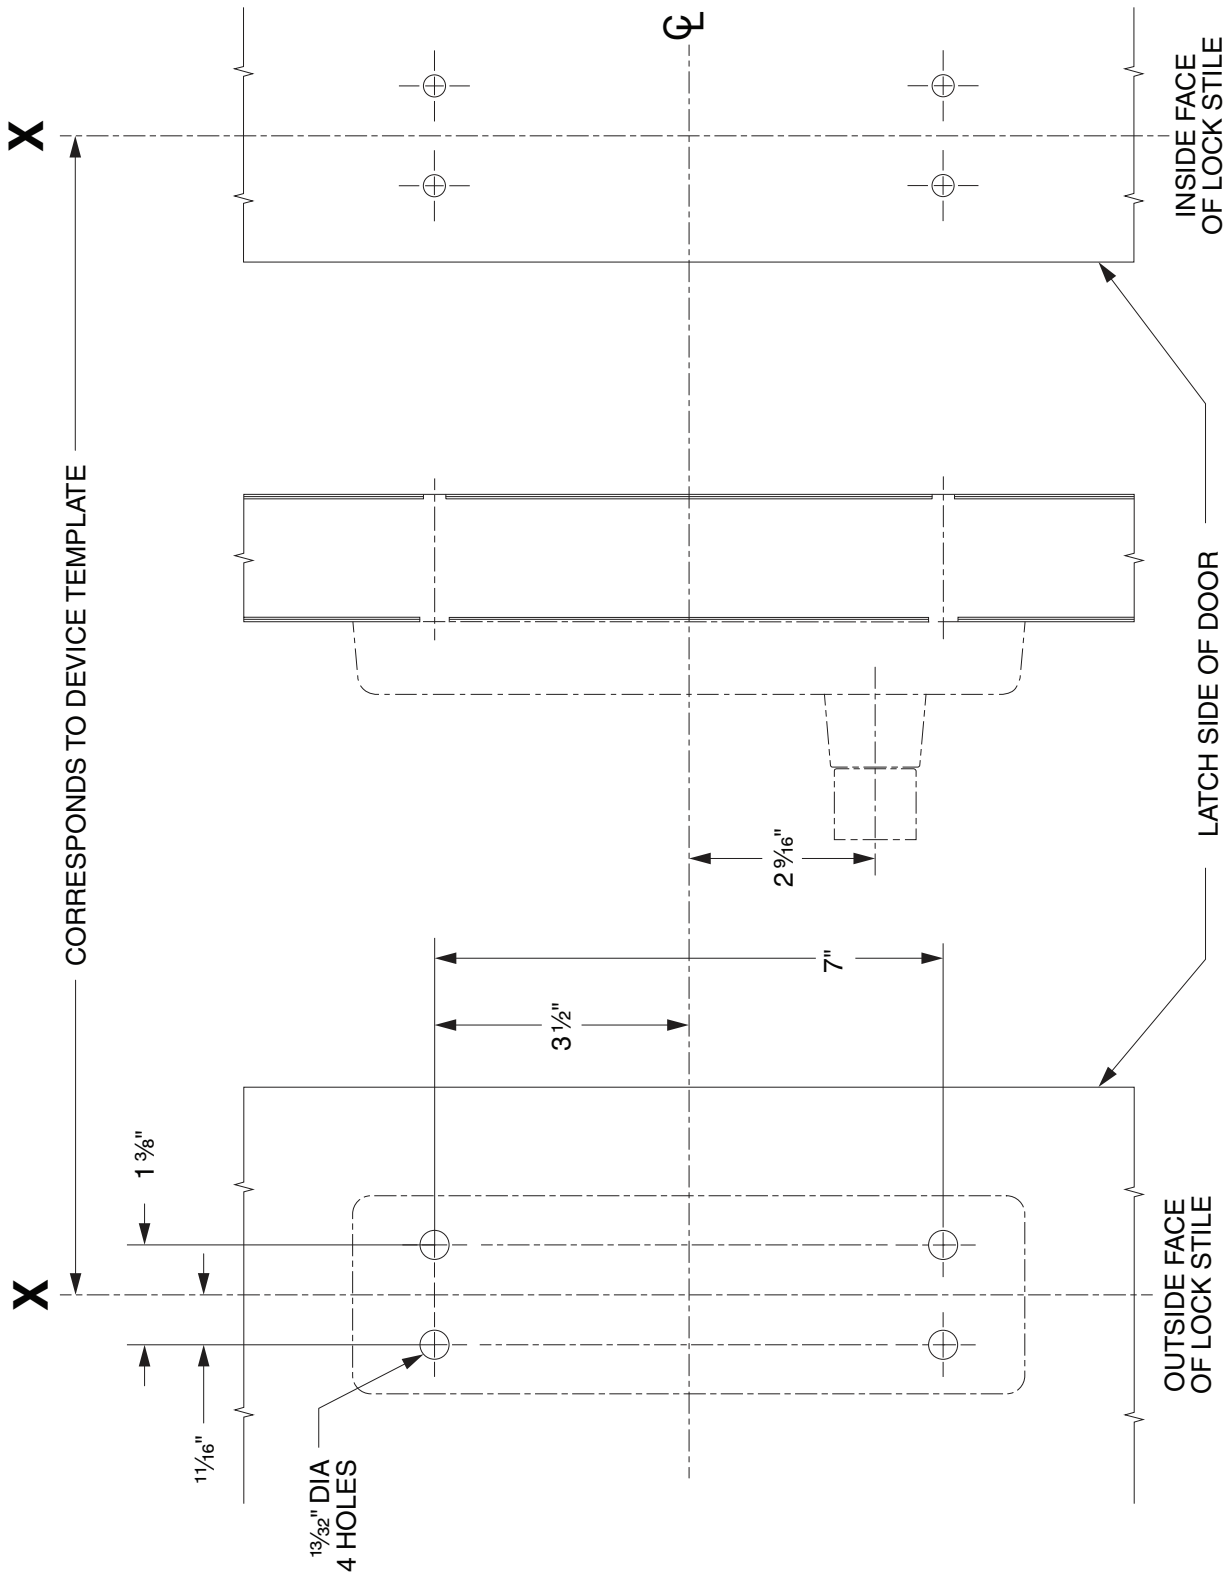 X
CORRESPONDS TO DEVICE TEMPLATE
X
1 3⁄8"
11⁄16"
13⁄32" DIA
4 HOLES
3 1⁄2"
7"
2 9⁄16"
℄
OUTSIDE FACE
OF LOCK STILE
LATCH SIDE OF DOOR
INSIDE FACE
OF LOCK STILE